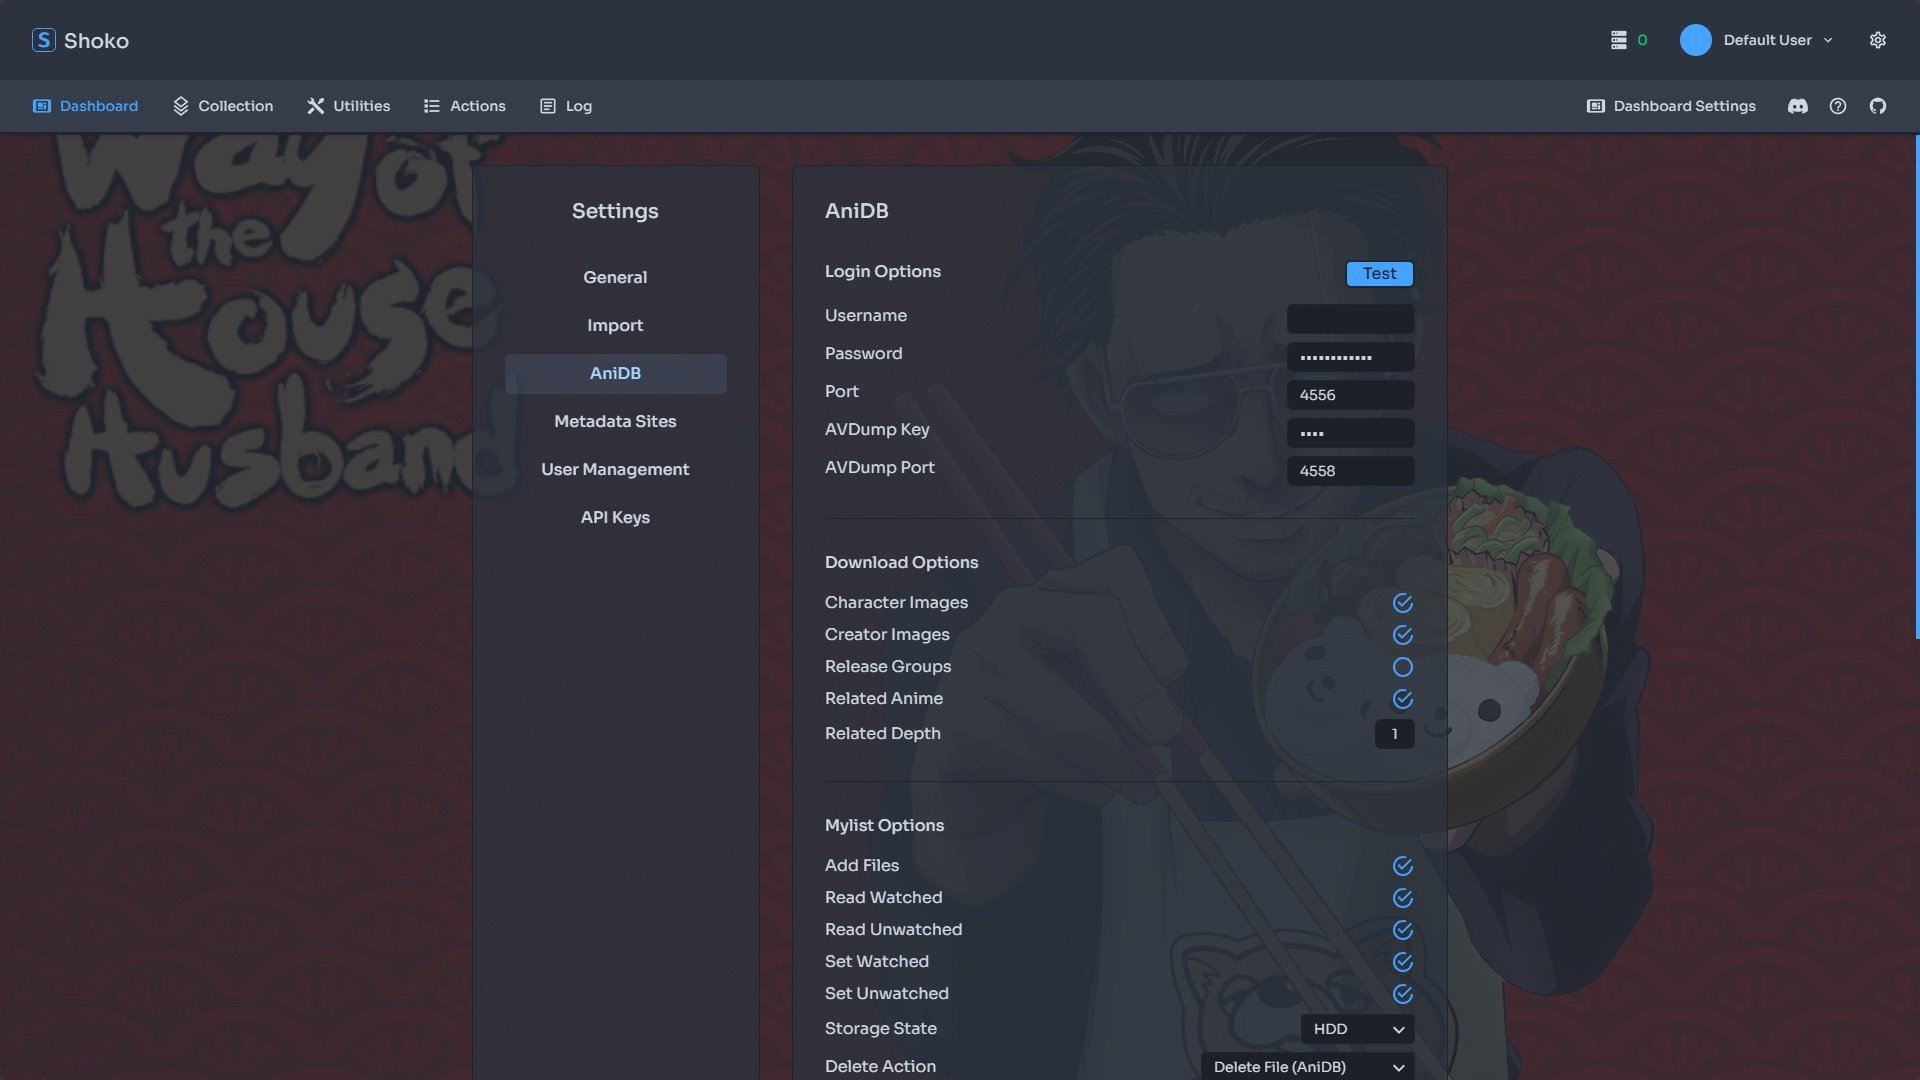 S Shoko
0
Default User
Dashboard
Collection
Utilities
Actions
Log
Dashboard Settings
Way of
the
House
Husband
Settings
General
Import
AniDB
Metadata Sites
User Management
API Keys
AniDB
Login Options
Test
Username
Password
••••••••••••
Port
4556
AVDump Key
••••
AVDump Port
4558
Download Options
Character Images
Creator Images
Release Groups
Related Anime
Related Depth
1
Mylist Options
Add Files
Read Watched
Read Unwatched
Set Watched
Set Unwatched
Storage State
HDD
Delete Action
Delete File (AniDB)